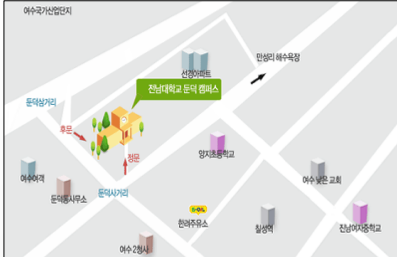 여수국가산업단지
만성리 해수욕장
선경아파트
전남대학교 둔덕 캠퍼스
둔덕삼거리
후문
정문
양지초등학교
여수여객
둔덕동사무소
둔덕사거리
여수 넓은 교회
한려주유소
칠성역
진남여자중학교
여수 2청사